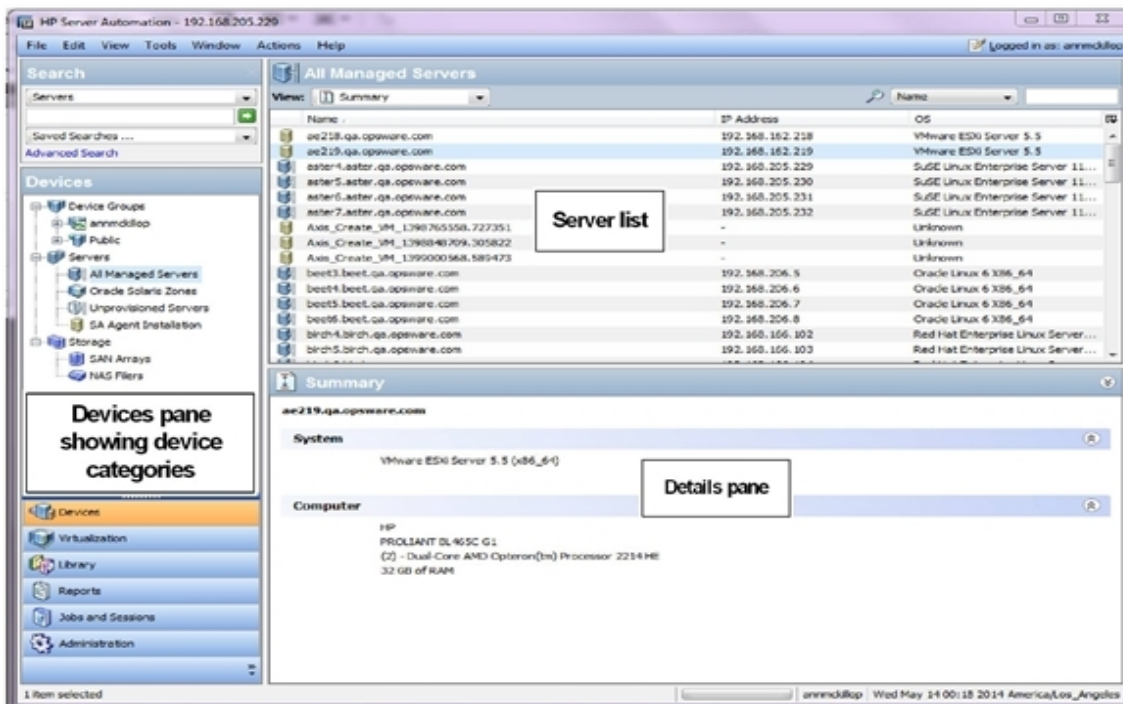 HP Server Automation - 192.168.205.229
File Edit View Tools Window Actions Help
Logged in as: annmckillop
Search
Servers
Saved Searches ...
Advanced Search
Devices
Device Groups
annmckillop
Public
Servers
All Managed Servers
Oracle Solaris Zones
Unprovisioned Servers
SA Agent Installation
Storage
SAN Arrays
NAS Filers
Devices pane
showing device
categories
Devices
Virtualization
Library
Reports
Jobs and Sessions
Administration
All Managed Servers
View: Summary
Name
Name IP Address OS
ae218.qa.opsware.com 192.168.162.218 VMware ESXi Server 5.5
ae219.qa.opsware.com 192.168.162.219 VMware ESXi Server 5.5
aster4.aster.qa.opsware.com 192.168.205.229 SuSE Linux Enterprise Server 11...
aster5.aster.qa.opsware.com 192.168.205.230 SuSE Linux Enterprise Server 11...
aster6.aster.qa.opsware.com 192.168.205.231 SuSE Linux Enterprise Server 11...
aster7.aster.qa.opsware.com 192.168.205.232 SuSE Linux Enterprise Server 11...
Axis_Create_VM_1398765558.727351 - Unknown
Axis_Create_VM_1398848709.305822 - Unknown
Axis_Create_VM_1399000568.589473 - Unknown
beet3.beet.qa.opsware.com 192.168.206.5 Oracle Linux 6 X86_64
beet4.beet.qa.opsware.com 192.168.206.6 Oracle Linux 6 X86_64
beet5.beet.qa.opsware.com 192.168.206.7 Oracle Linux 6 X86_64
beet6.beet.qa.opsware.com 192.168.206.8 Oracle Linux 6 X86_64
birch4.birch.qa.opsware.com 192.168.166.102 Red Hat Enterprise Linux Server...
birch5.birch.qa.opsware.com 192.168.166.103 Red Hat Enterprise Linux Server...
Server list
Summary
ae219.qa.opsware.com
System
VMware ESXi Server 5.5 (x86_64)
Details pane
Computer
HP
PROLIANT BL465C G1
(2) - Dual-Core AMD Opteron(tm) Processor 2214 HE
32 GB of RAM
1 item selected
annmckillop Wed May 14 00:18 2014 America/Los_Angeles